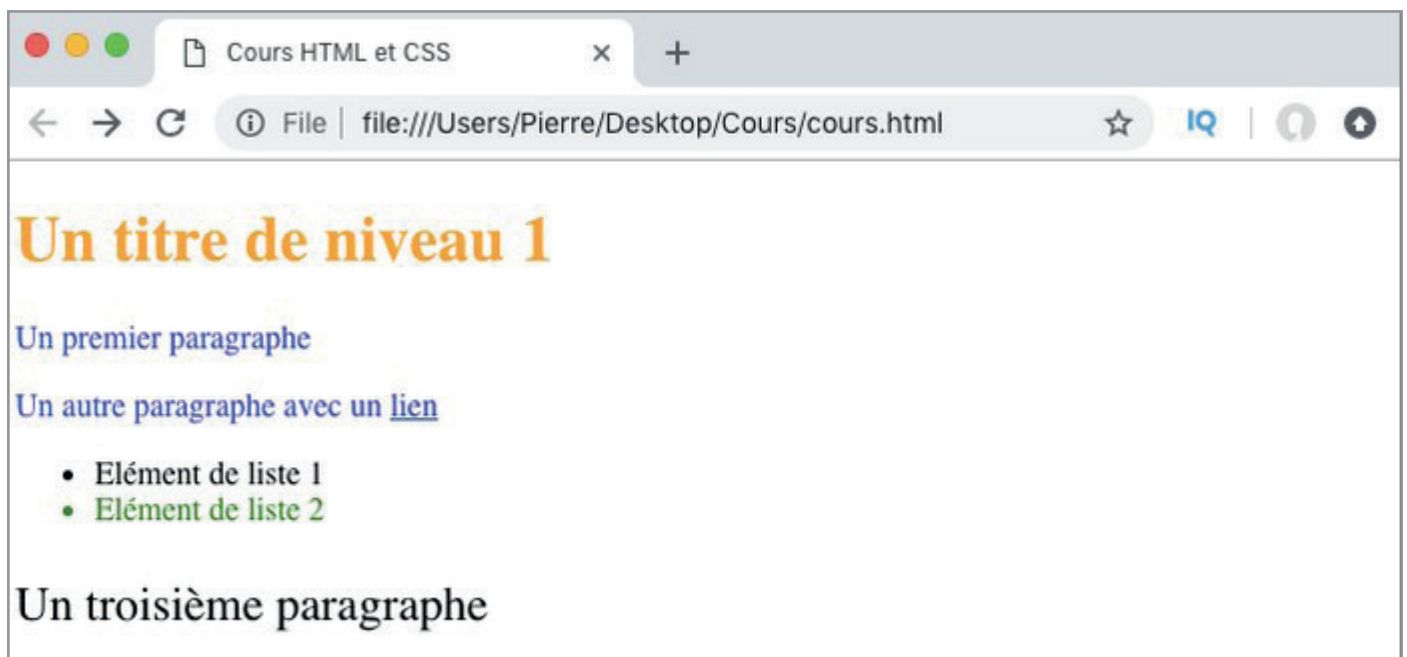 Cours HTML et CSS
File file:///Users/Pierre/Desktop/Cours/cours.html IQ
Un titre de niveau 1
Un premier paragraphe
Un autre paragraphe avec un lien
• Elément de liste 1
• Elément de liste 2
Un troisième paragraphe